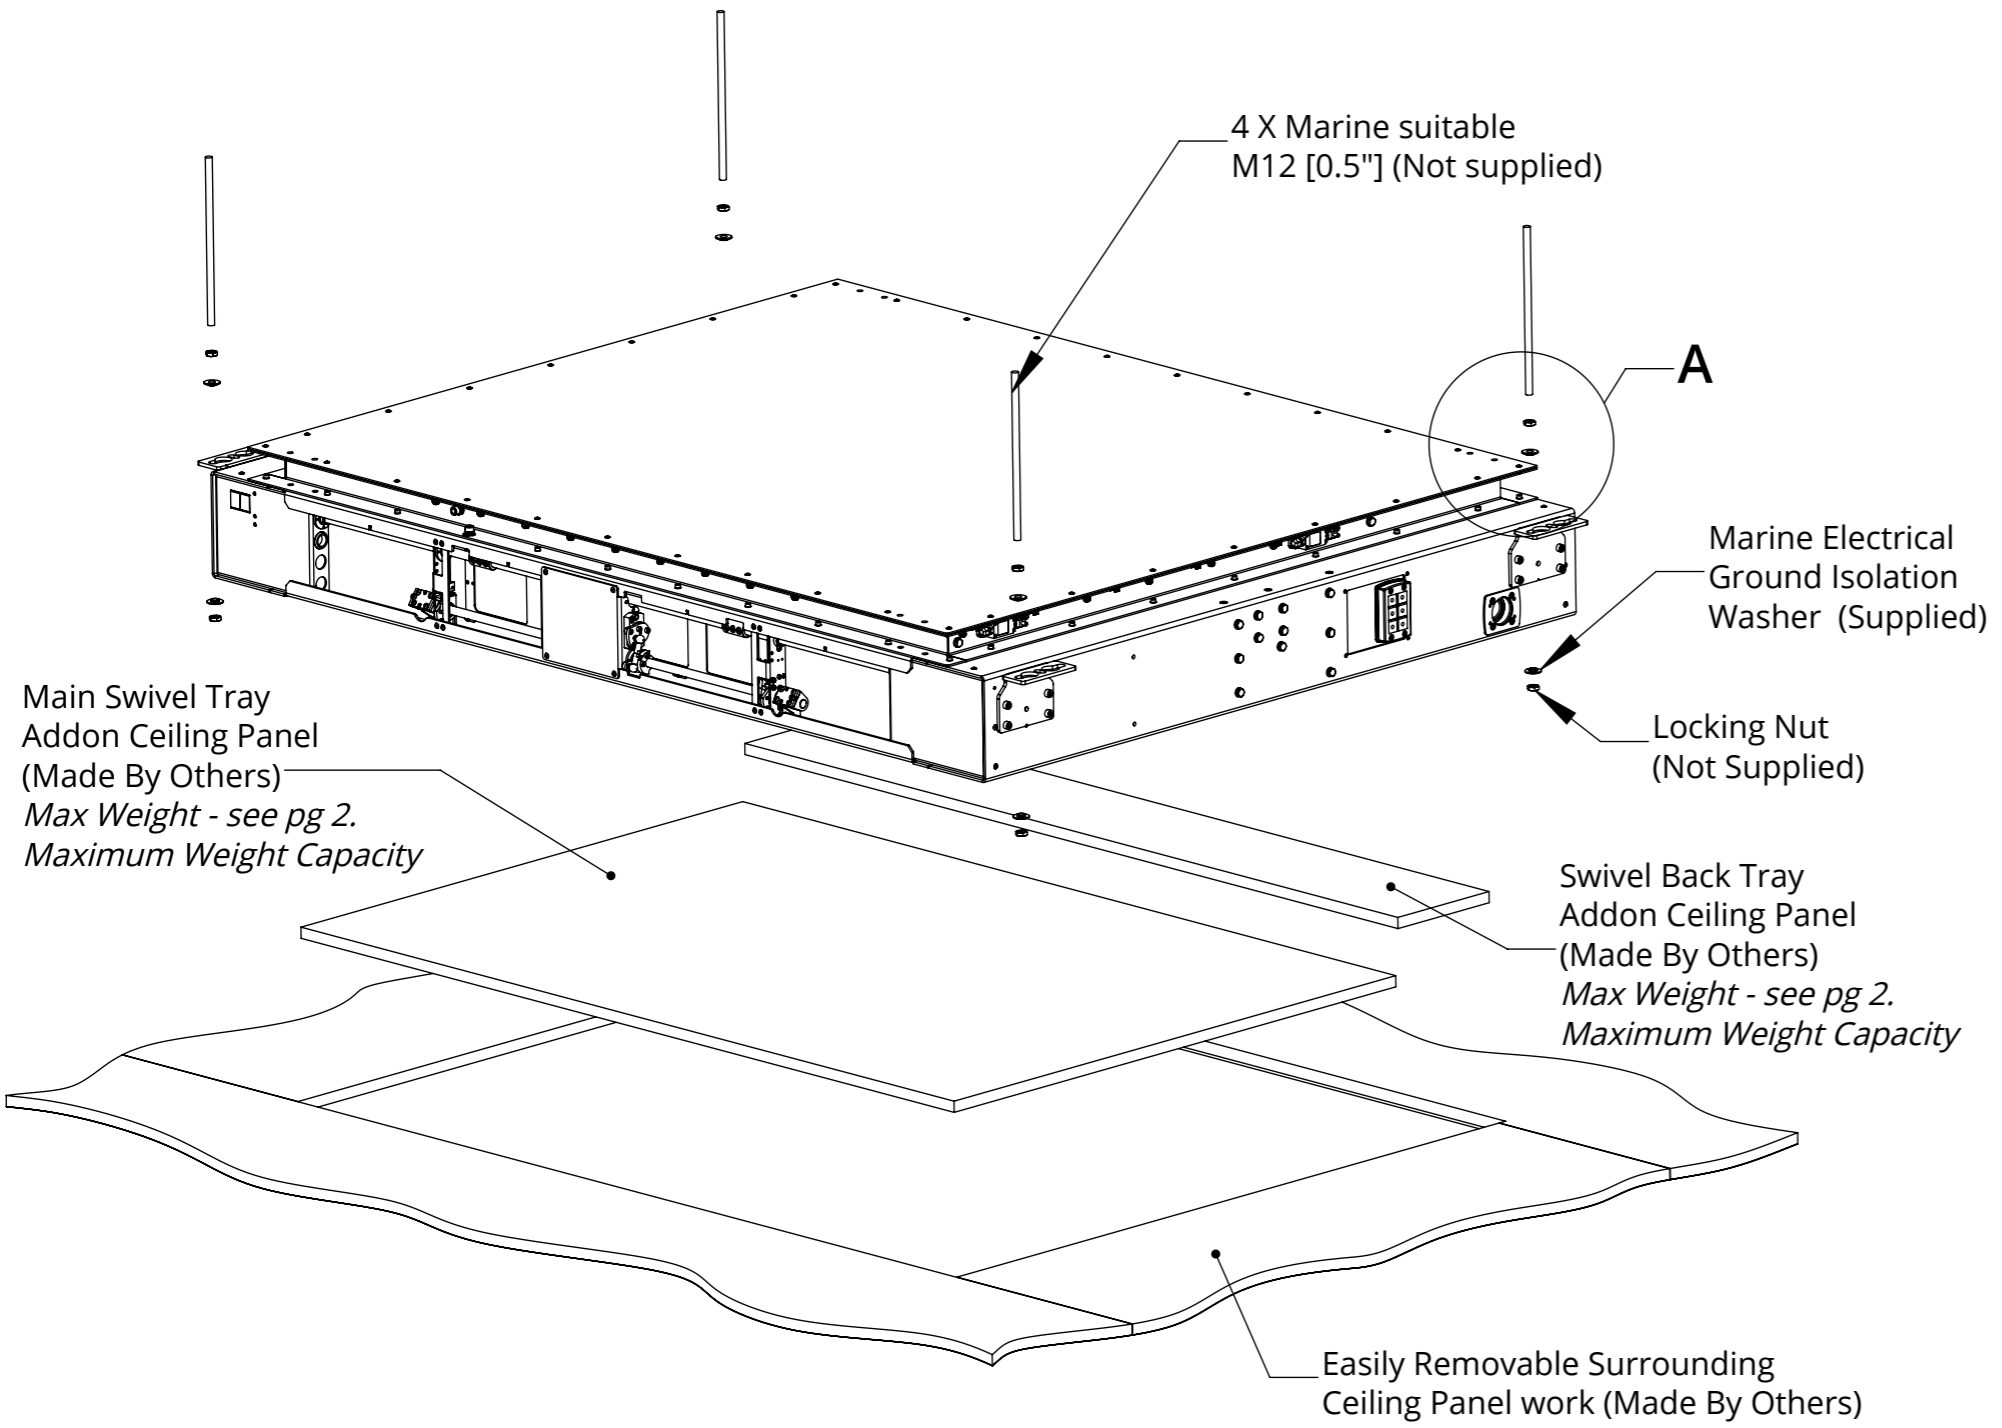 4 X Marine suitable
M12 [0.5"] (Not supplied)
A
Marine Electrical
Ground Isolation
Washer (Supplied)
Main Swivel Tray
Addon Ceiling Panel
(Made By Others)
Max Weight - see pg 2.
Maximum Weight Capacity
Locking Nut
(Not Supplied)
Swivel Back Tray
Addon Ceiling Panel
(Made By Others)
Max Weight - see pg 2.
Maximum Weight Capacity
Easily Removable Surrounding
Ceiling Panel work (Made By Others)